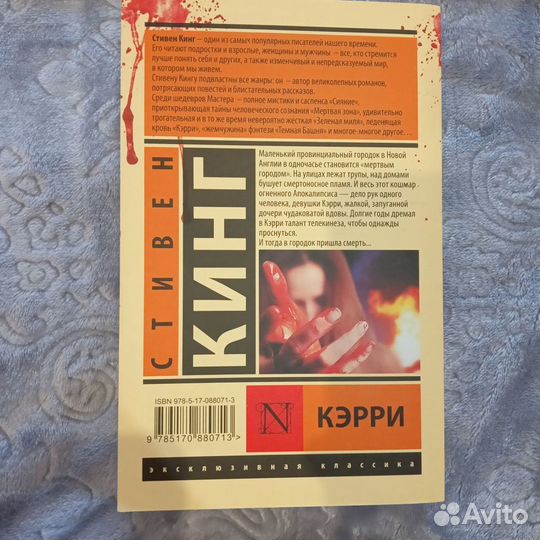 Стивен Кинг – один из самых популярных писателей нашего времени.
Его читают подростки и взрослые, женщины и мужчины – все, кто стремится
лучше понять себя и других, а также изменчивый и непредсказуемый мир,
в котором мы живем.
Стивену Кингу подвластны все жанры: он – автор великолепных романов,
потрясающих повестей и блистательных рассказов.
Среди шедевров Мастера – полное мистики и саспенса «Сияние»,
приоткрывающая тайны человеческого сознания «Мертвая зона», удивительно
трогательная и в то же время невероятно жесткая «Зеленая миля», леденящая
кровь «Кэрри», «жемчужина» фэнтези «Темная Башня» и многое-многое другое…
СТИВЕН
КИНГ
Маленький провинциальный городок в Новой
Англии в одночасье становится «мертвым
городом». На улицах лежат трупы, над домами
бушует смертоносное пламя. И весь этот кошмар
огненного Апокалипсиса — дело рук одного
человека, девушки Кэрри, жалкой, запуганной
дочери чудаковатой вдовы. Долгие годы дремал
в Кэрри талант телекинеза, чтобы однажды
проснуться.
И тогда в городок пришла смерть...
ISBN 978-5-17-088071-3
9 785170 880713 >
N
КЭРРИ
эксклюзивная классика
Avito